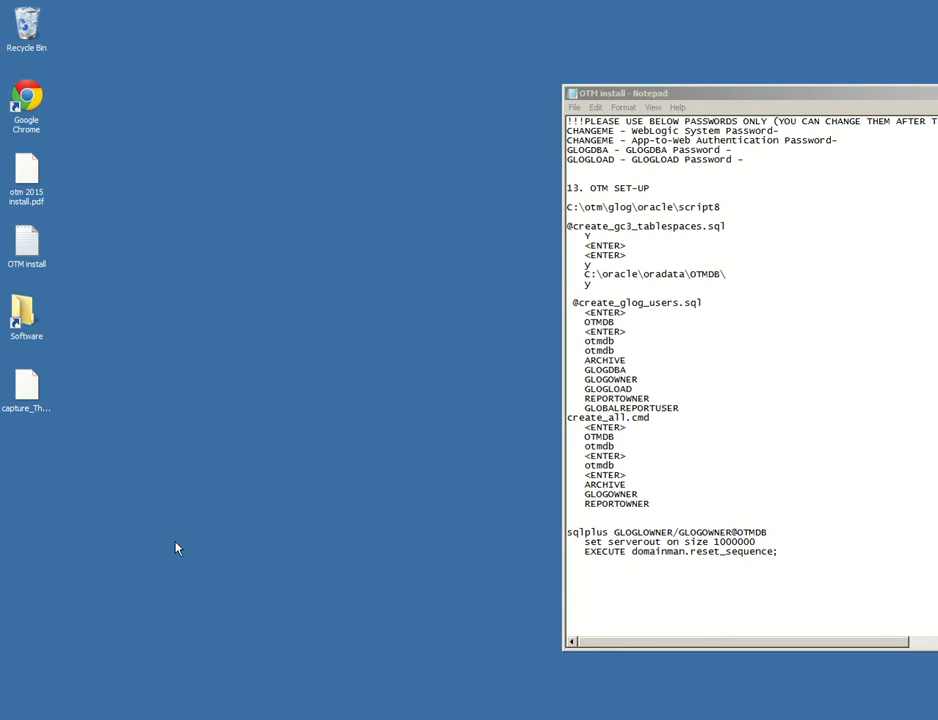 Recycle Bin
Google
Chrome
otm 2015
install.pdf
OTM install
Software
capture_Th...
OTM install - Notepad
File Edit Format View Help
!!!PLEASE USE BELOW PASSWORDS ONLY (YOU CAN CHANGE THEM AFTER T
CHANGEME - WebLogic System Password-
CHANGEME - App-to-Web Authentication Password-
GLOGDBA - GLOGDBA Password -
GLOGLOAD - GLOGLOAD Password -
13. OTM SET-UP
C:\otm\glog\oracle\script8
@create_gc3_tablespaces.sql
Y
<ENTER>
<ENTER>
y
C:\oracle\oradata\OTMDB\
y
@create_glog_users.sql
<ENTER>
OTMDB
<ENTER>
otmdb
otmdb
ARCHIVE
GLOGDBA
GLOGOWNER
GLOGLOAD
REPORTOWNER
GLOBALREPORTUSER
create_all.cmd
<ENTER>
OTMDB
otmdb
<ENTER>
otmdb
<ENTER>
ARCHIVE
GLOGOWNER
REPORTOWNER
sqlplus GLOGLOWNER/GLOGOWNER@OTMDB
set serverout on size 1000000
EXECUTE domainman.reset_sequence;